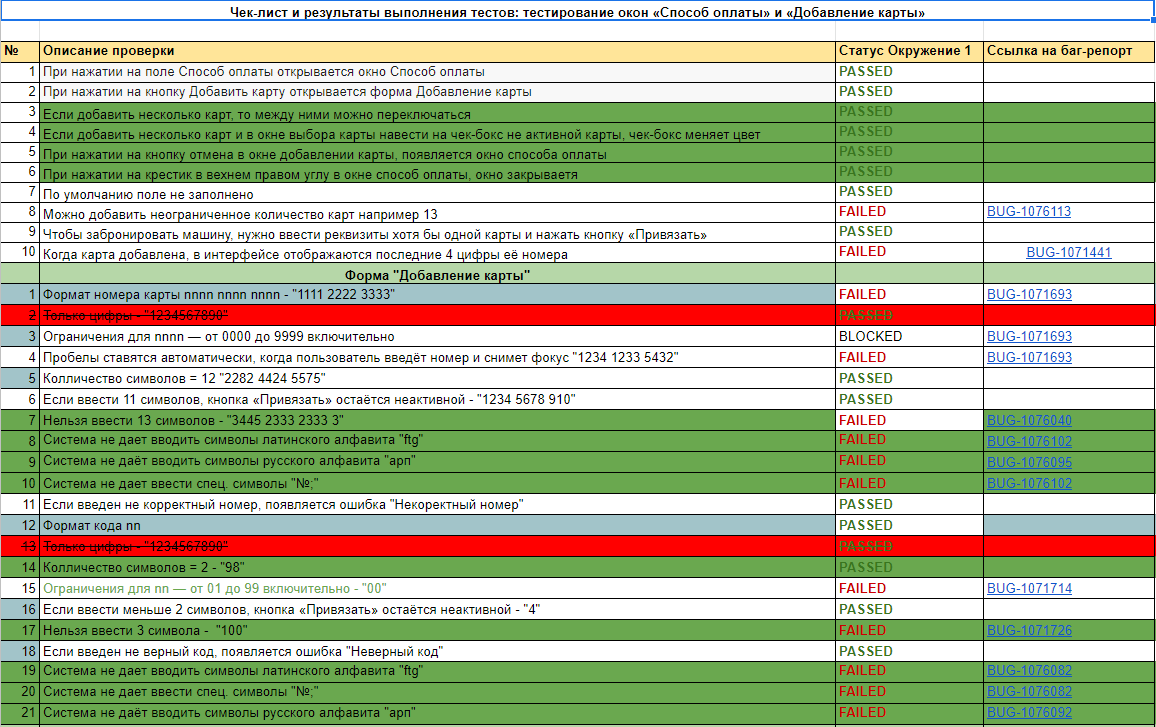 Чек-лист и результаты выполнения тестов: тестирование окон «Способ оплаты» и «Добавление карты»
№ Описание проверки Статус Окружение 1 Ссылка на баг-репорт
1 При нажатии на поле Способ оплаты открывается окно Способ оплаты PASSED
2 При нажатии на кнопку Добавить карту открывается форма Добавление карты PASSED
3 Если добавить несколько карт, то между ними можно переключаться PASSED
4 Если добавить несколько карт и в окне выбора карты навести на чек-бокс не активной карты, чек-бокс меняет цвет PASSED
5 При нажатии на кнопку отмена в окне добавлении карты, появляется окно способа оплаты PASSED
6 При нажатии на крестик в вехнем правом углу в окне способ оплаты, окно закрываетя PASSED
7 По умолчанию поле не заполнено PASSED
8 Можно добавить неограниченное количество карт например 13 FAILED BUG-1076113
9 Чтобы забронировать машину, нужно ввести реквизиты хотя бы одной карты и нажать кнопку «Привязать» PASSED
10 Когда карта добавлена, в интерфейсе отображаются последние 4 цифры её номера FAILED BUG-1071441
Форма "Добавление карты"
1 Формат номера карты nnnn nnnn nnnn - "1111 2222 3333" FAILED BUG-1071693
2 Только цифры - "1234567890" PASSED
3 Ограничения для nnnn — от 0000 до 9999 включительно BLOCKED BUG-1071693
4 Пробелы ставятся автоматически, когда пользователь введёт номер и снимет фокус "1234 1233 5432" FAILED BUG-1071693
5 Колличество символов = 12 "2282 4424 5575" PASSED
6 Если ввести 11 символов, кнопка «Привязать» остаётся неактивной - "1234 5678 910" PASSED
7 Нельзя ввести 13 символов - "3445 2333 2333 3" FAILED BUG-1076040
8 Система не дает вводить символы латинского алфавита "ftg" FAILED BUG-1076102
9 Система не даёт вводить символы русского алфавита "арп" FAILED BUG-1076095
10 Система не дает ввести спец. символы "№;" FAILED BUG-1076102
11 Если введен не корректный номер, появляется ошибка "Некоректный номер" PASSED
12 Формат кода nn PASSED
13 Только цифры - "1234567890" PASSED
14 Колличество символов = 2 - "98" PASSED
15 Ограничения для nn — от 01 до 99 включительно - "00" FAILED BUG-1071714
16 Если ввести меньше 2 символов, кнопка «Привязать» остаётся неактивной - "4" PASSED
17 Нельзя ввести 3 символа - "100" FAILED BUG-1071726
18 Если введен не верный код, появляется ошибка "Неверный код" PASSED
19 Система не дает вводить символы латинского алфавита "ftg" FAILED BUG-1076082
20 Система не дает ввести спец. символы "№;" FAILED BUG-1076082
21 Система не даёт вводить символы русского алфавита "арп" FAILED BUG-1076092